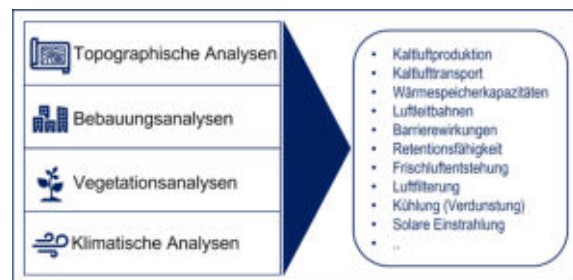 Topographische Analysen
Bebauungsanalysen
Vegetationsanalysen
Klimatische Analysen
• Kaltluftproduktion
• Kaltlufttransport
• Wärmespeicherkapazitäten
• Luftleitbahnen
• Barrierewirkungen
• Retentionsfähigkeit
• Frischluftentstehung
• Luftfilterung
• Kühlung (Verdunstung)
• Solare Einstrahlung
• ..